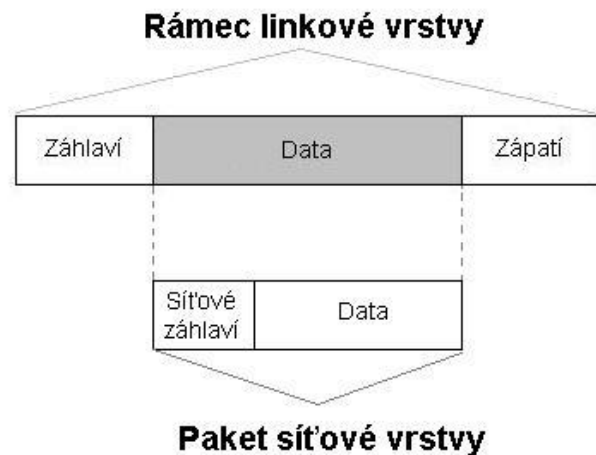 Rámec linkové vrstvy
Záhlaví Data Zápatí
Síťové Data
záhlaví
Paket síťové vrstvy